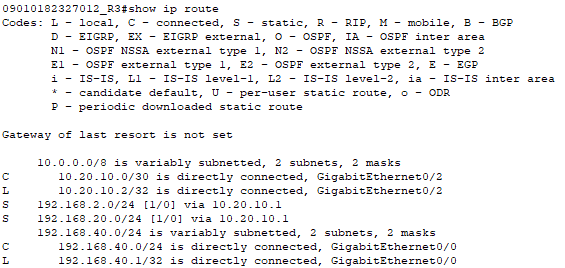 09010182327012_R3#show ip route
Codes: L - local, C - connected, S - static, R - RIP, M - mobile, B - BGP
D - EIGRP, EX - EIGRP external, O - OSPF, IA - OSPF inter area
N1 - OSPF NSSA external type 1, N2 - OSPF NSSA external type 2
E1 - OSPF external type 1, E2 - OSPF external type 2, E - EGP
i - IS-IS, L1 - IS-IS level-1, L2 - IS-IS level-2, ia - IS-IS inter area
* - candidate default, U - per-user static route, o - ODR
P - periodic downloaded static route
Gateway of last resort is not set
10.0.0.0/8 is variably subnetted, 2 subnets, 2 masks
C 10.20.10.0/30 is directly connected, GigabitEthernet0/2
L 10.20.10.2/32 is directly connected, GigabitEthernet0/2
S 192.168.2.0/24 [1/0] via 10.20.10.1
S 192.168.20.0/24 [1/0] via 10.20.10.1
192.168.40.0/24 is variably subnetted, 2 subnets, 2 masks
C 192.168.40.0/24 is directly connected, GigabitEthernet0/0
L 192.168.40.1/32 is directly connected, GigabitEthernet0/0